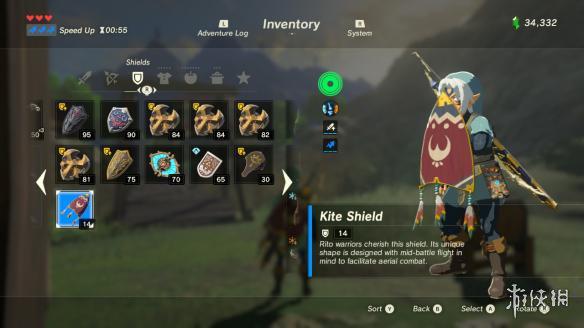 L
R
Speed Up 00:55
Inventory
34,332
Adventory Log
System
Shields
R
50
95
90
84
84
82
81
75
70
65
30
14
Kite Shield
14
Rito warriors cherish this shield. Its unique
shape is designed with mid-battle flight in
mind to facilitate aerial combat.
Sort Y
Back B
Select A
Rotate R
游侠网